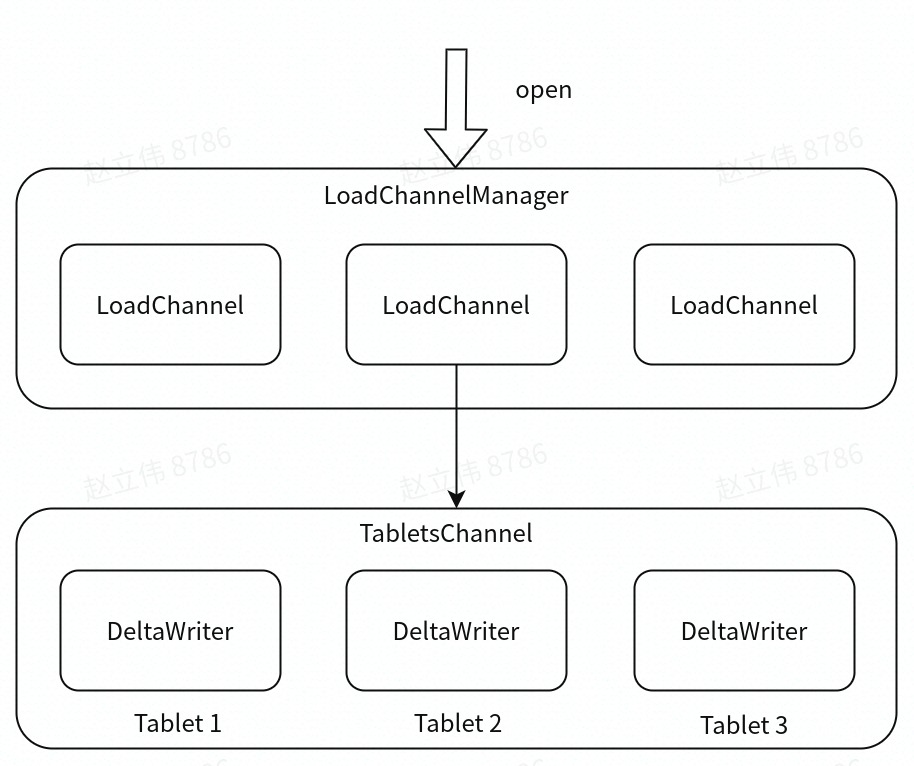 open
赵立伟 8786 赵立伟 8786 赵立伟 8786
LoadChannelManager
LoadChannel LoadChannel LoadChannel
赵立伟 8786 赵立伟 8786 赵立伟 8786
TabletsChannel
DeltaWriter DeltaWriter DeltaWriter
Tablet 1 Tablet 2 Tablet 3